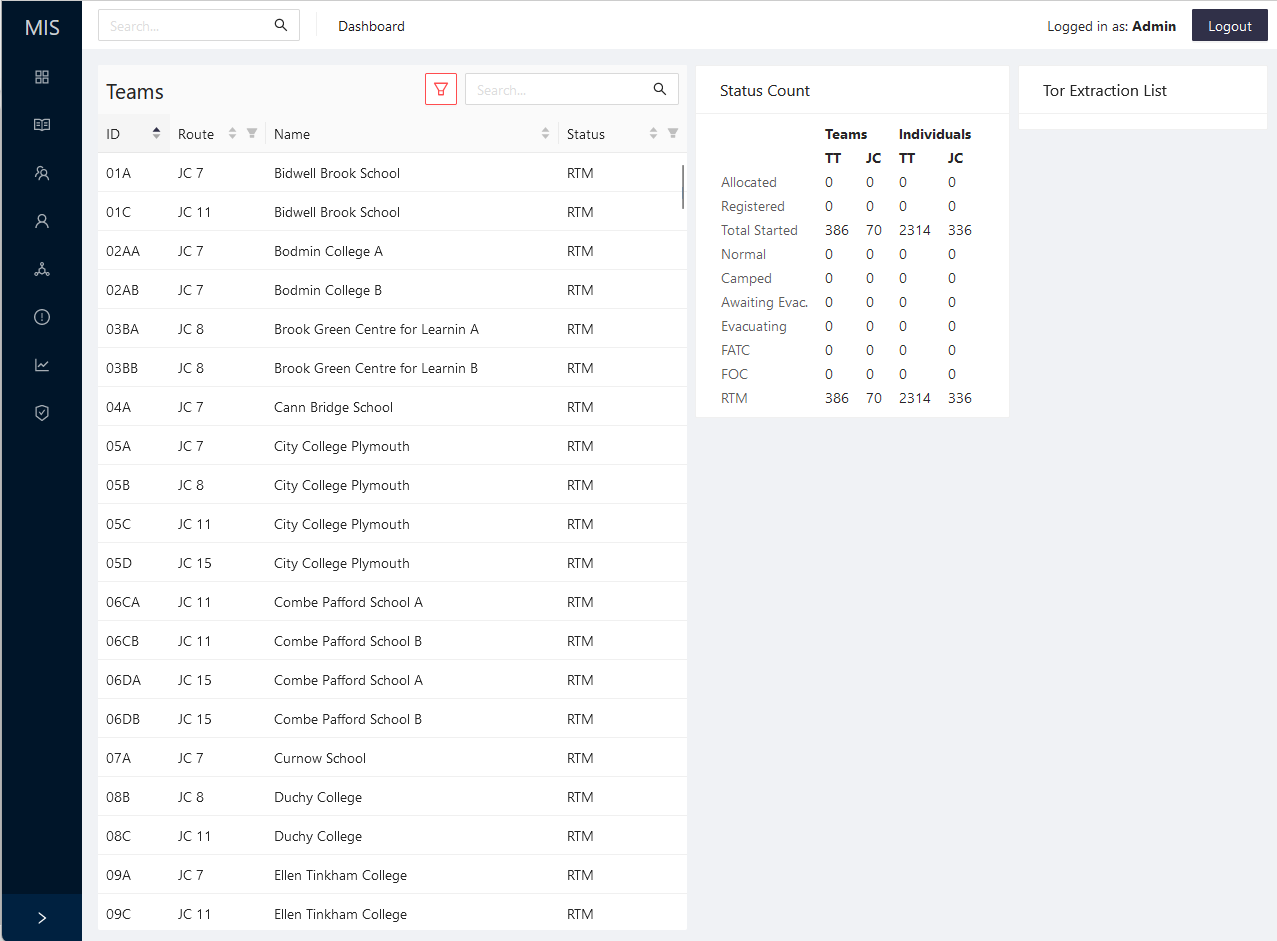 MIS
Search...
Dashboard
Logged in as: Admin
Logout
Teams
Search...
ID Route Name Status
01A JC 7 Bidwell Brook School RTM
01C JC 11 Bidwell Brook School RTM
02AA JC 7 Bodmin College A RTM
02AB JC 7 Bodmin College B RTM
03BA JC 8 Brook Green Centre for Learnin A RTM
03BB JC 8 Brook Green Centre for Learnin B RTM
04A JC 7 Cann Bridge School RTM
05A JC 7 City College Plymouth RTM
05B JC 8 City College Plymouth RTM
05C JC 11 City College Plymouth RTM
05D JC 15 City College Plymouth RTM
06CA JC 11 Combe Pafford School A RTM
06CB JC 11 Combe Pafford School B RTM
06DA JC 15 Combe Pafford School A RTM
06DB JC 15 Combe Pafford School B RTM
07A JC 7 Curnow School RTM
08B JC 8 Duchy College RTM
08C JC 11 Duchy College RTM
09A JC 7 Ellen Tinkham College RTM
09C JC 11 Ellen Tinkham College RTM
Status Count
Teams Individuals
TT JC TT JC
Allocated 0 0 0 0
Registered 0 0 0 0
Total Started 386 70 2314 336
Normal 0 0 0 0
Camped 0 0 0 0
Awaiting Evac. 0 0 0 0
Evacuating 0 0 0 0
FATC 0 0 0 0
FOC 0 0 0 0
RTM 386 70 2314 336
Tor Extraction List